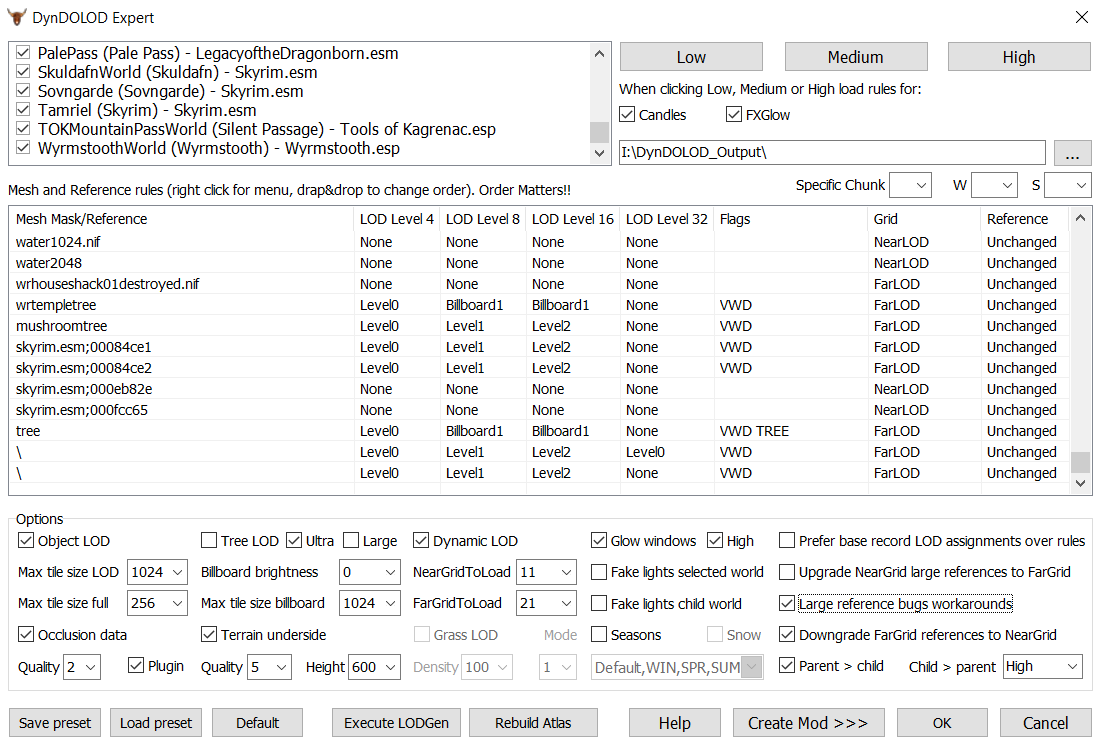 DynDOLOD Expert
PalePass (Pale Pass) - LegacyoftheDragonborn.esm
SkuldafnWorld (Skuldafn) - Skyrim.esm
Sovngarde (Sovngarde) - Skyrim.esm
Tamriel (Skyrim) - Skyrim.esm
TOKMountainPassWorld (Silent Passage) - Tools of Kagrenac.esp
WyrmstoothWorld (Wyrmstooth) - Wyrmstooth.esp
Low Medium High
When clicking Low, Medium or High load rules for:
Candles FXGlow
I:\DynDOLOD_Output\ ...
Specific Chunk W S
Mesh and Reference rules (right click for menu, drap&drop to change order). Order Matters!!
Mesh Mask/Reference LOD Level 4 LOD Level 8 LOD Level 16 LOD Level 32 Flags Grid Reference
water1024.nif None None None None NearLOD Unchanged
water2048 None None None None NearLOD Unchanged
wrhouseshack01destroyed.nif None None None None FarLOD Unchanged
wrtempletree Level0 Billboard1 Billboard1 None VWD FarLOD Unchanged
mushroomtree Level0 Level1 Level2 None VWD FarLOD Unchanged
skyrim.esm;00084ce1 Level0 Level1 Level2 None VWD FarLOD Unchanged
skyrim.esm;00084ce2 Level0 Level1 Level2 None VWD FarLOD Unchanged
skyrim.esm;000eb82e None None None None NearLOD Unchanged
skyrim.esm;000fcc65 None None None None NearLOD Unchanged
tree Level0 Billboard1 Billboard1 None VWD TREE FarLOD Unchanged
\ Level0 Level1 Level2 Level0 VWD FarLOD Unchanged
\ Level0 Level1 Level2 None VWD FarLOD Unchanged
Options
Object LOD Tree LOD Ultra Large Dynamic LOD Glow windows High Prefer base record LOD assignments over rules
Max tile size LOD 1024 Billboard brightness 0 NearGridToLoad 11 Fake lights selected world Upgrade NearGrid large references to FarGrid
Max tile size full 256 Max tile size billboard 1024 FarGridToLoad 21 Fake lights child world Large reference bugs workarounds
Occlusion data Terrain underside Grass LOD Mode Seasons Snow Downgrade FarGrid references to NearGrid
Quality 2 Plugin Quality 5 Height 600 Density 100 1 Default,WIN,SPR,SUM Parent > child Child > parent High
Save preset Load preset Default Execute LODGen Rebuild Atlas Help Create Mod >>> OK Cancel